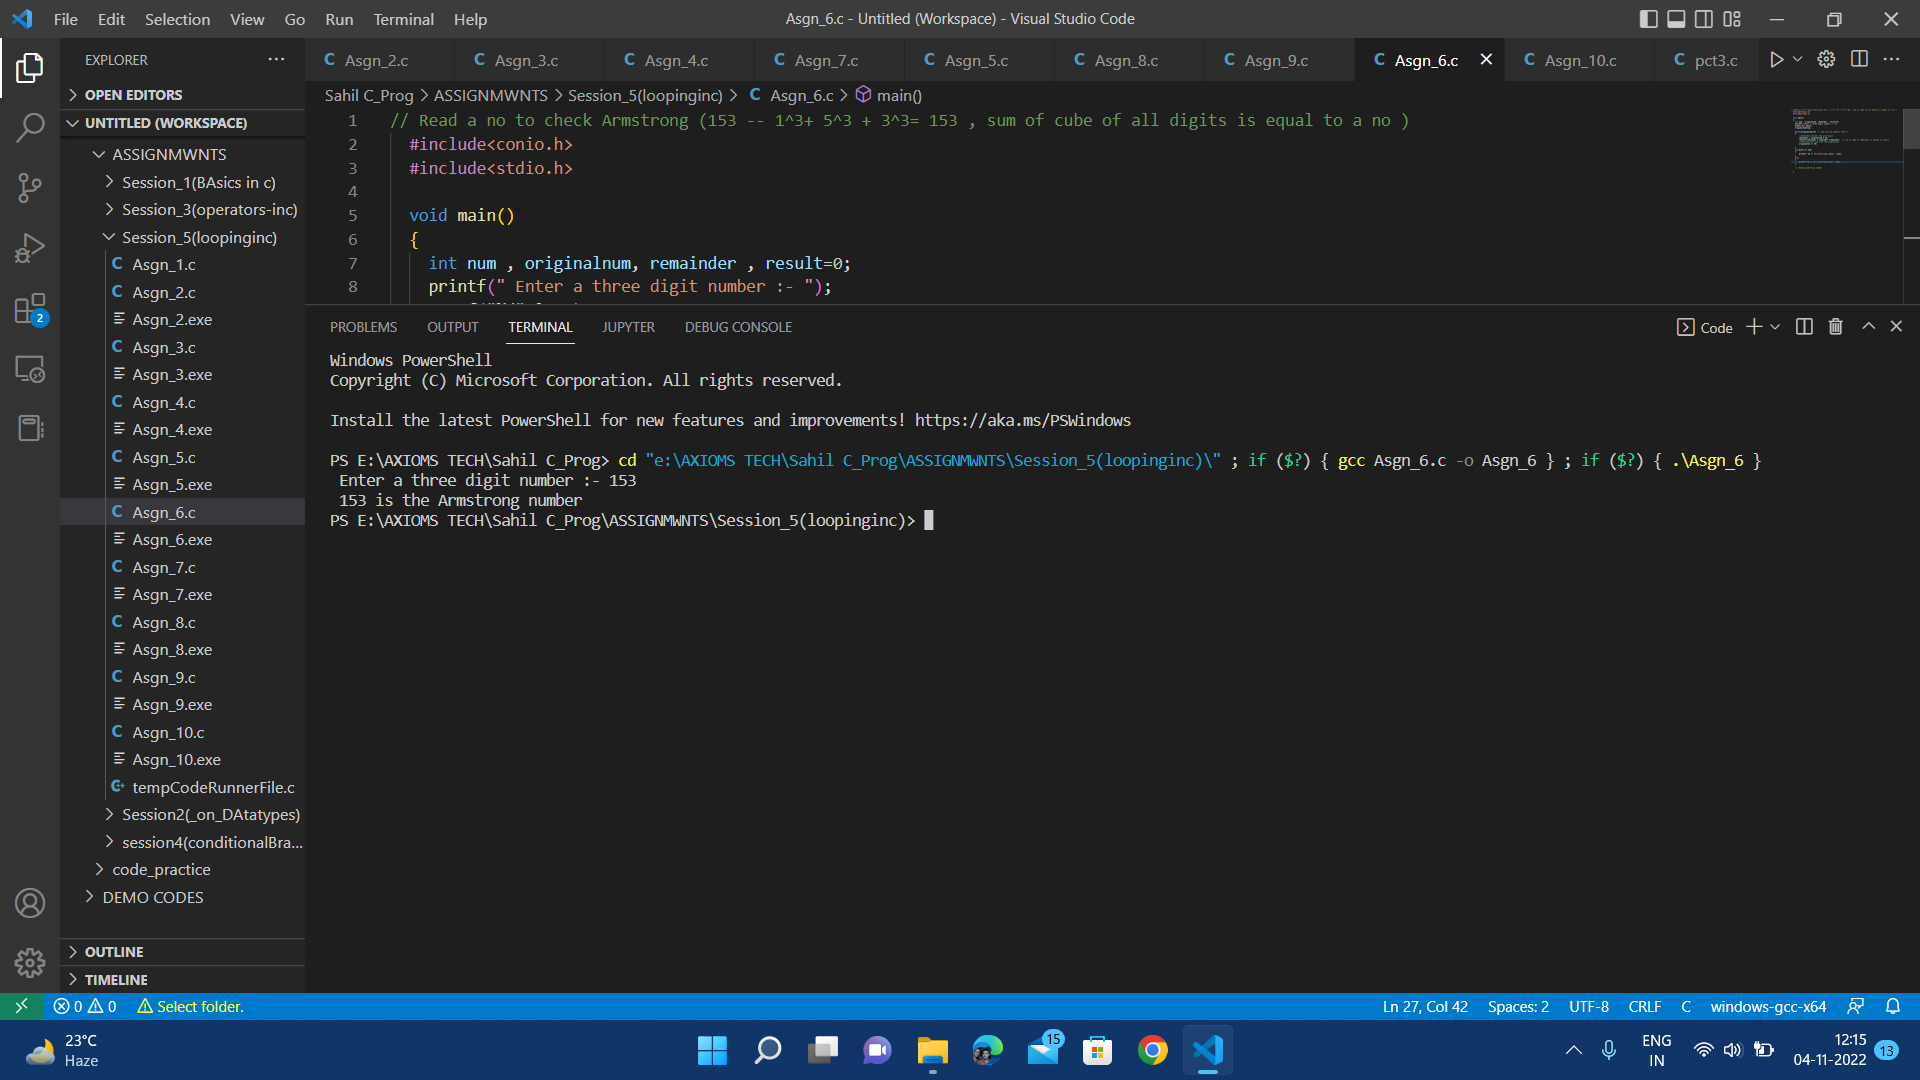 File Edit Selection View Go Run Terminal Help
Asgn_6.c - Untitled (Workspace) - Visual Studio Code
EXPLORER
OPEN EDITORS
UNTITLED (WORKSPACE)
ASSIGNMWNTS
Session_1(BAsics in c)
Session_3(operators-inc)
Session_5(loopinginc)
Asgn_1.c
Asgn_2.c
Asgn_2.exe
Asgn_3.c
Asgn_3.exe
Asgn_4.c
Asgn_4.exe
Asgn_5.c
Asgn_5.exe
Asgn_6.c
Asgn_6.exe
Asgn_7.c
Asgn_7.exe
Asgn_8.c
Asgn_8.exe
Asgn_9.c
Asgn_9.exe
Asgn_10.c
Asgn_10.exe
tempCodeRunnerFile.c
Session2(_on_DAtatypes)
session4(conditionalBra...
code_practice
DEMO CODES
OUTLINE
TIMELINE
2
Asgn_2.c Asgn_3.c Asgn_4.c Asgn_7.c Asgn_5.c Asgn_8.c Asgn_9.c Asgn_6.c Asgn_10.c pct3.c
Sahil C_Prog > ASSIGNMWNTS > Session_5(loopinginc) > C Asgn_6.c > main()
1 // Read a no to check Armstrong (153 -- 1^3+ 5^3 + 3^3= 153 , sum of cube of all digits is equal to a no )
2 #include<conio.h>
3 #include<stdio.h>
4
5 void main()
6 {
7 int num , originalnum, remainder , result=0;
8 printf(" Enter a three digit number :- ");
PROBLEMS OUTPUT TERMINAL JUPYTER DEBUG CONSOLE
Code
Windows PowerShell
Copyright (C) Microsoft Corporation. All rights reserved.
Install the latest PowerShell for new features and improvements! https://aka.ms/PSWindows
PS E:\AXIOMS TECH\Sahil C_Prog> cd "e:\AXIOMS TECH\Sahil C_Prog\ASSIGNMWNTS\Session_5(loopinginc)\" ; if ($?) { gcc Asgn_6.c -o Asgn_6 } ; if ($?) { .\Asgn_6 }
Enter a three digit number :- 153
153 is the Armstrong number
PS E:\AXIOMS TECH\Sahil C_Prog\ASSIGNMWNTS\Session_5(loopinginc)>
0 0 Select folder.
Ln 27, Col 42 Spaces: 2 UTF-8 CRLF C windows-gcc-x64
23°C
Haze
15
ENG
IN
12:15
04-11-2022
13